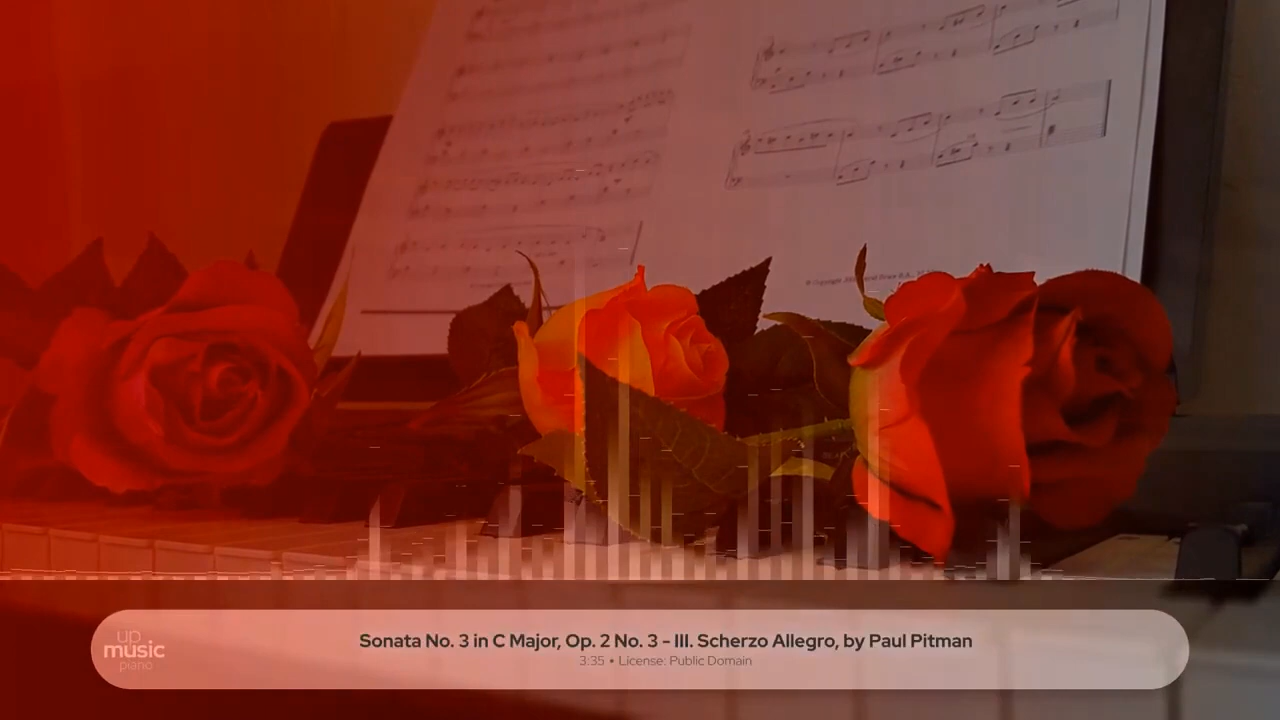 up
music
piano
Sonata No. 3 in C Major, Op. 2 No. 3 - III. Scherzo Allegro, by Paul Pitman
3:35 • License: Public Domain
© Copyright